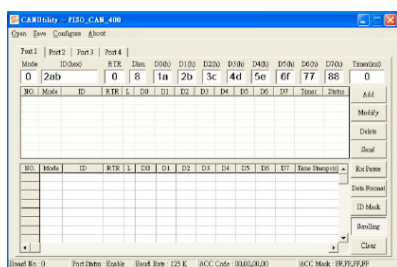 CANUtility -- PISO_CAN_400
Open Save Configure About
Port 1 Port 2 Port 3 Port 4
Mode ID(hex) RTR Dlen D0(h) D1(h) D2(h) D3(h) D4(h) D5(h) D6(h) D7(h) Timer(ms)
0 2ab 0 8 1a 2b 3c 4d 5e 6f 77 88 0
NO. Mode ID RTR L D0 D1 D2 D3 D4 D5 D6 D7 Timer Status
Add
Modify
Delete
Send
NO. Mode ID RTR L D0 D1 D2 D3 D4 D5 D6 D7 Time Stamp(s)
Rx Pause
Data Format
ID Mask
Scrolling
Clear
Board No : 0 Port Status : Enable Baud Rate : 125 K ACC Code : 00,00,00,00 ACC Mask : FF,FF,FF,FF